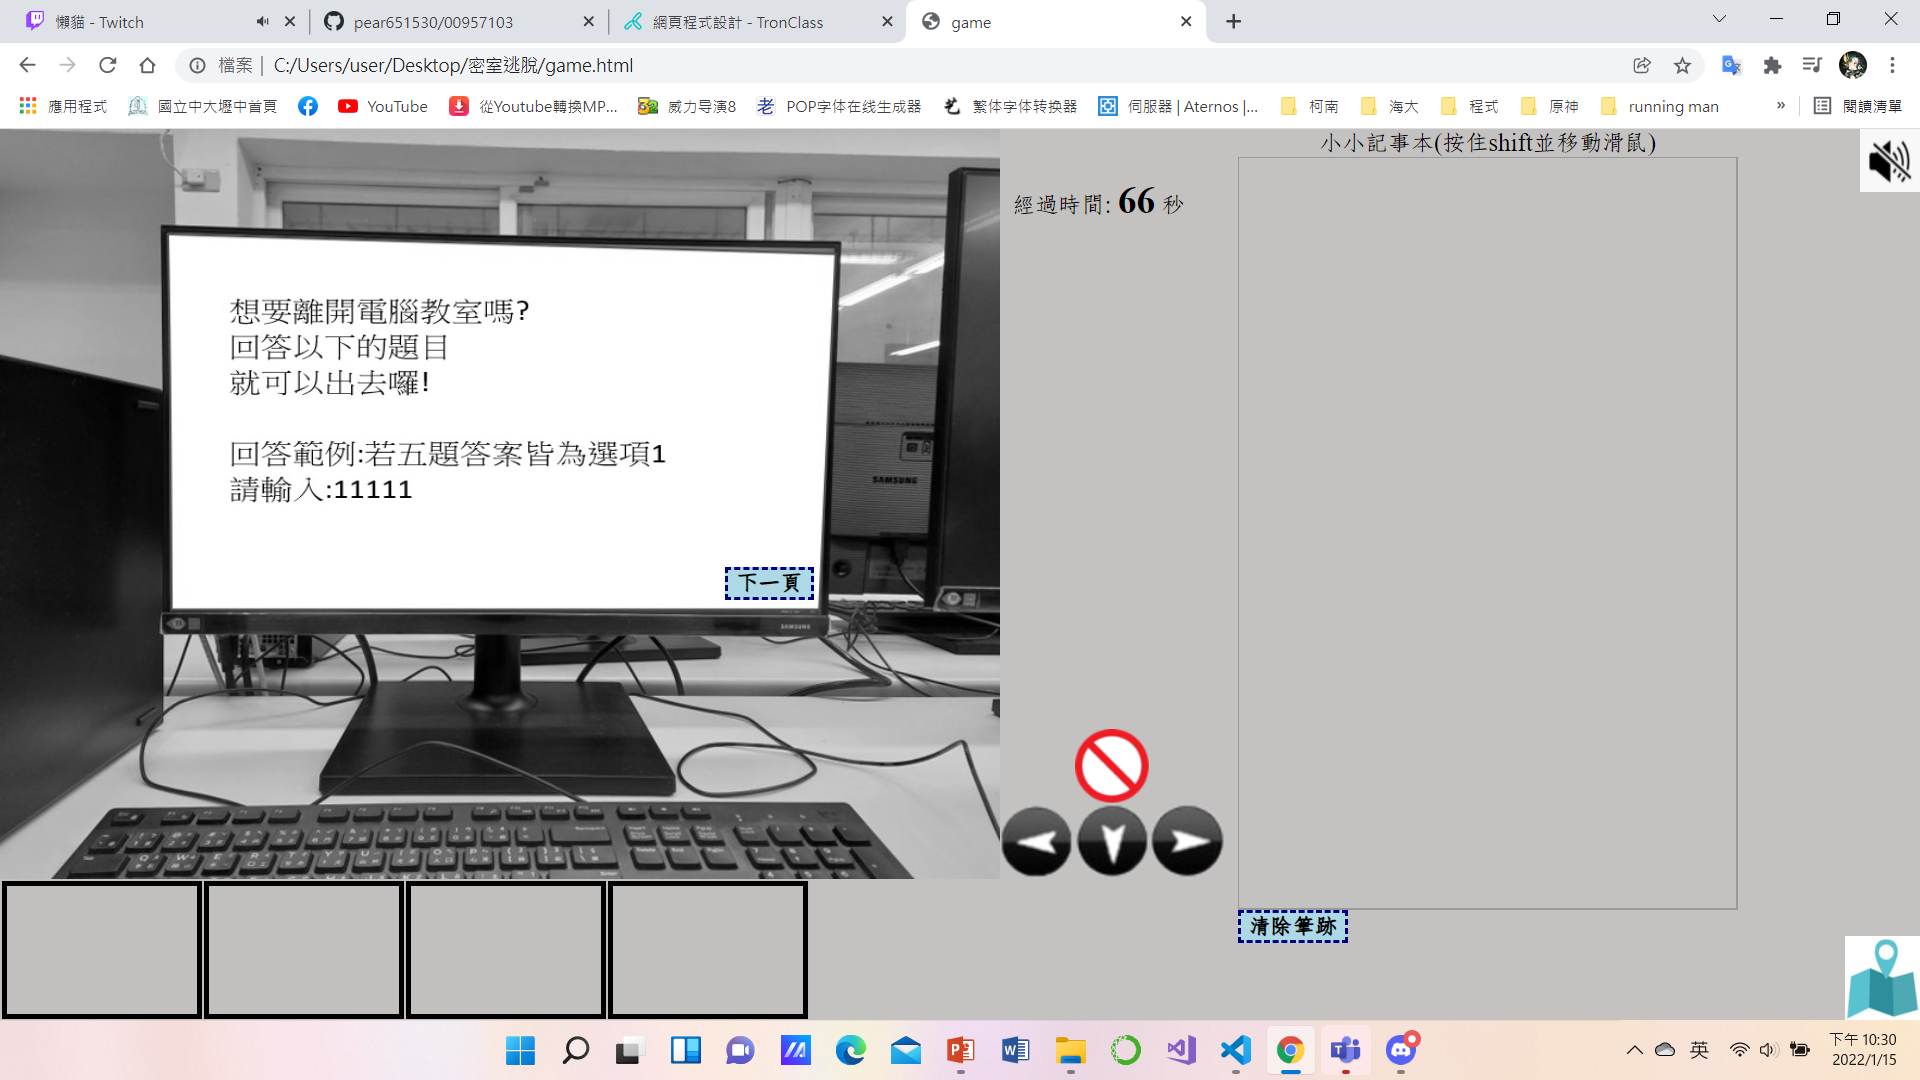 懶貓 - Twitch
pear651530/00957103
網頁程式設計 - TronClass
game
檔案 | C:/Users/user/Desktop/密室逃脫/game.html
應用程式
國立中大壢中首頁
YouTube
從Youtube轉換MP...
威力导演8
POP字体在线生成器
繁体字体转换器
伺服器 | Aternos |...
柯南
海大
程式
原神
running man
»
閱讀清單
小小記事本(按住shift並移動滑鼠)
經過時間: 66 秒
想要離開電腦教室嗎?
回答以下的題目
就可以出去囉!
回答範例:若五題答案皆為選項1
請輸入:11111
下一頁
SAMSUNG
SAMSUNG
清除筆跡
英
下午 10:30
2022/1/15